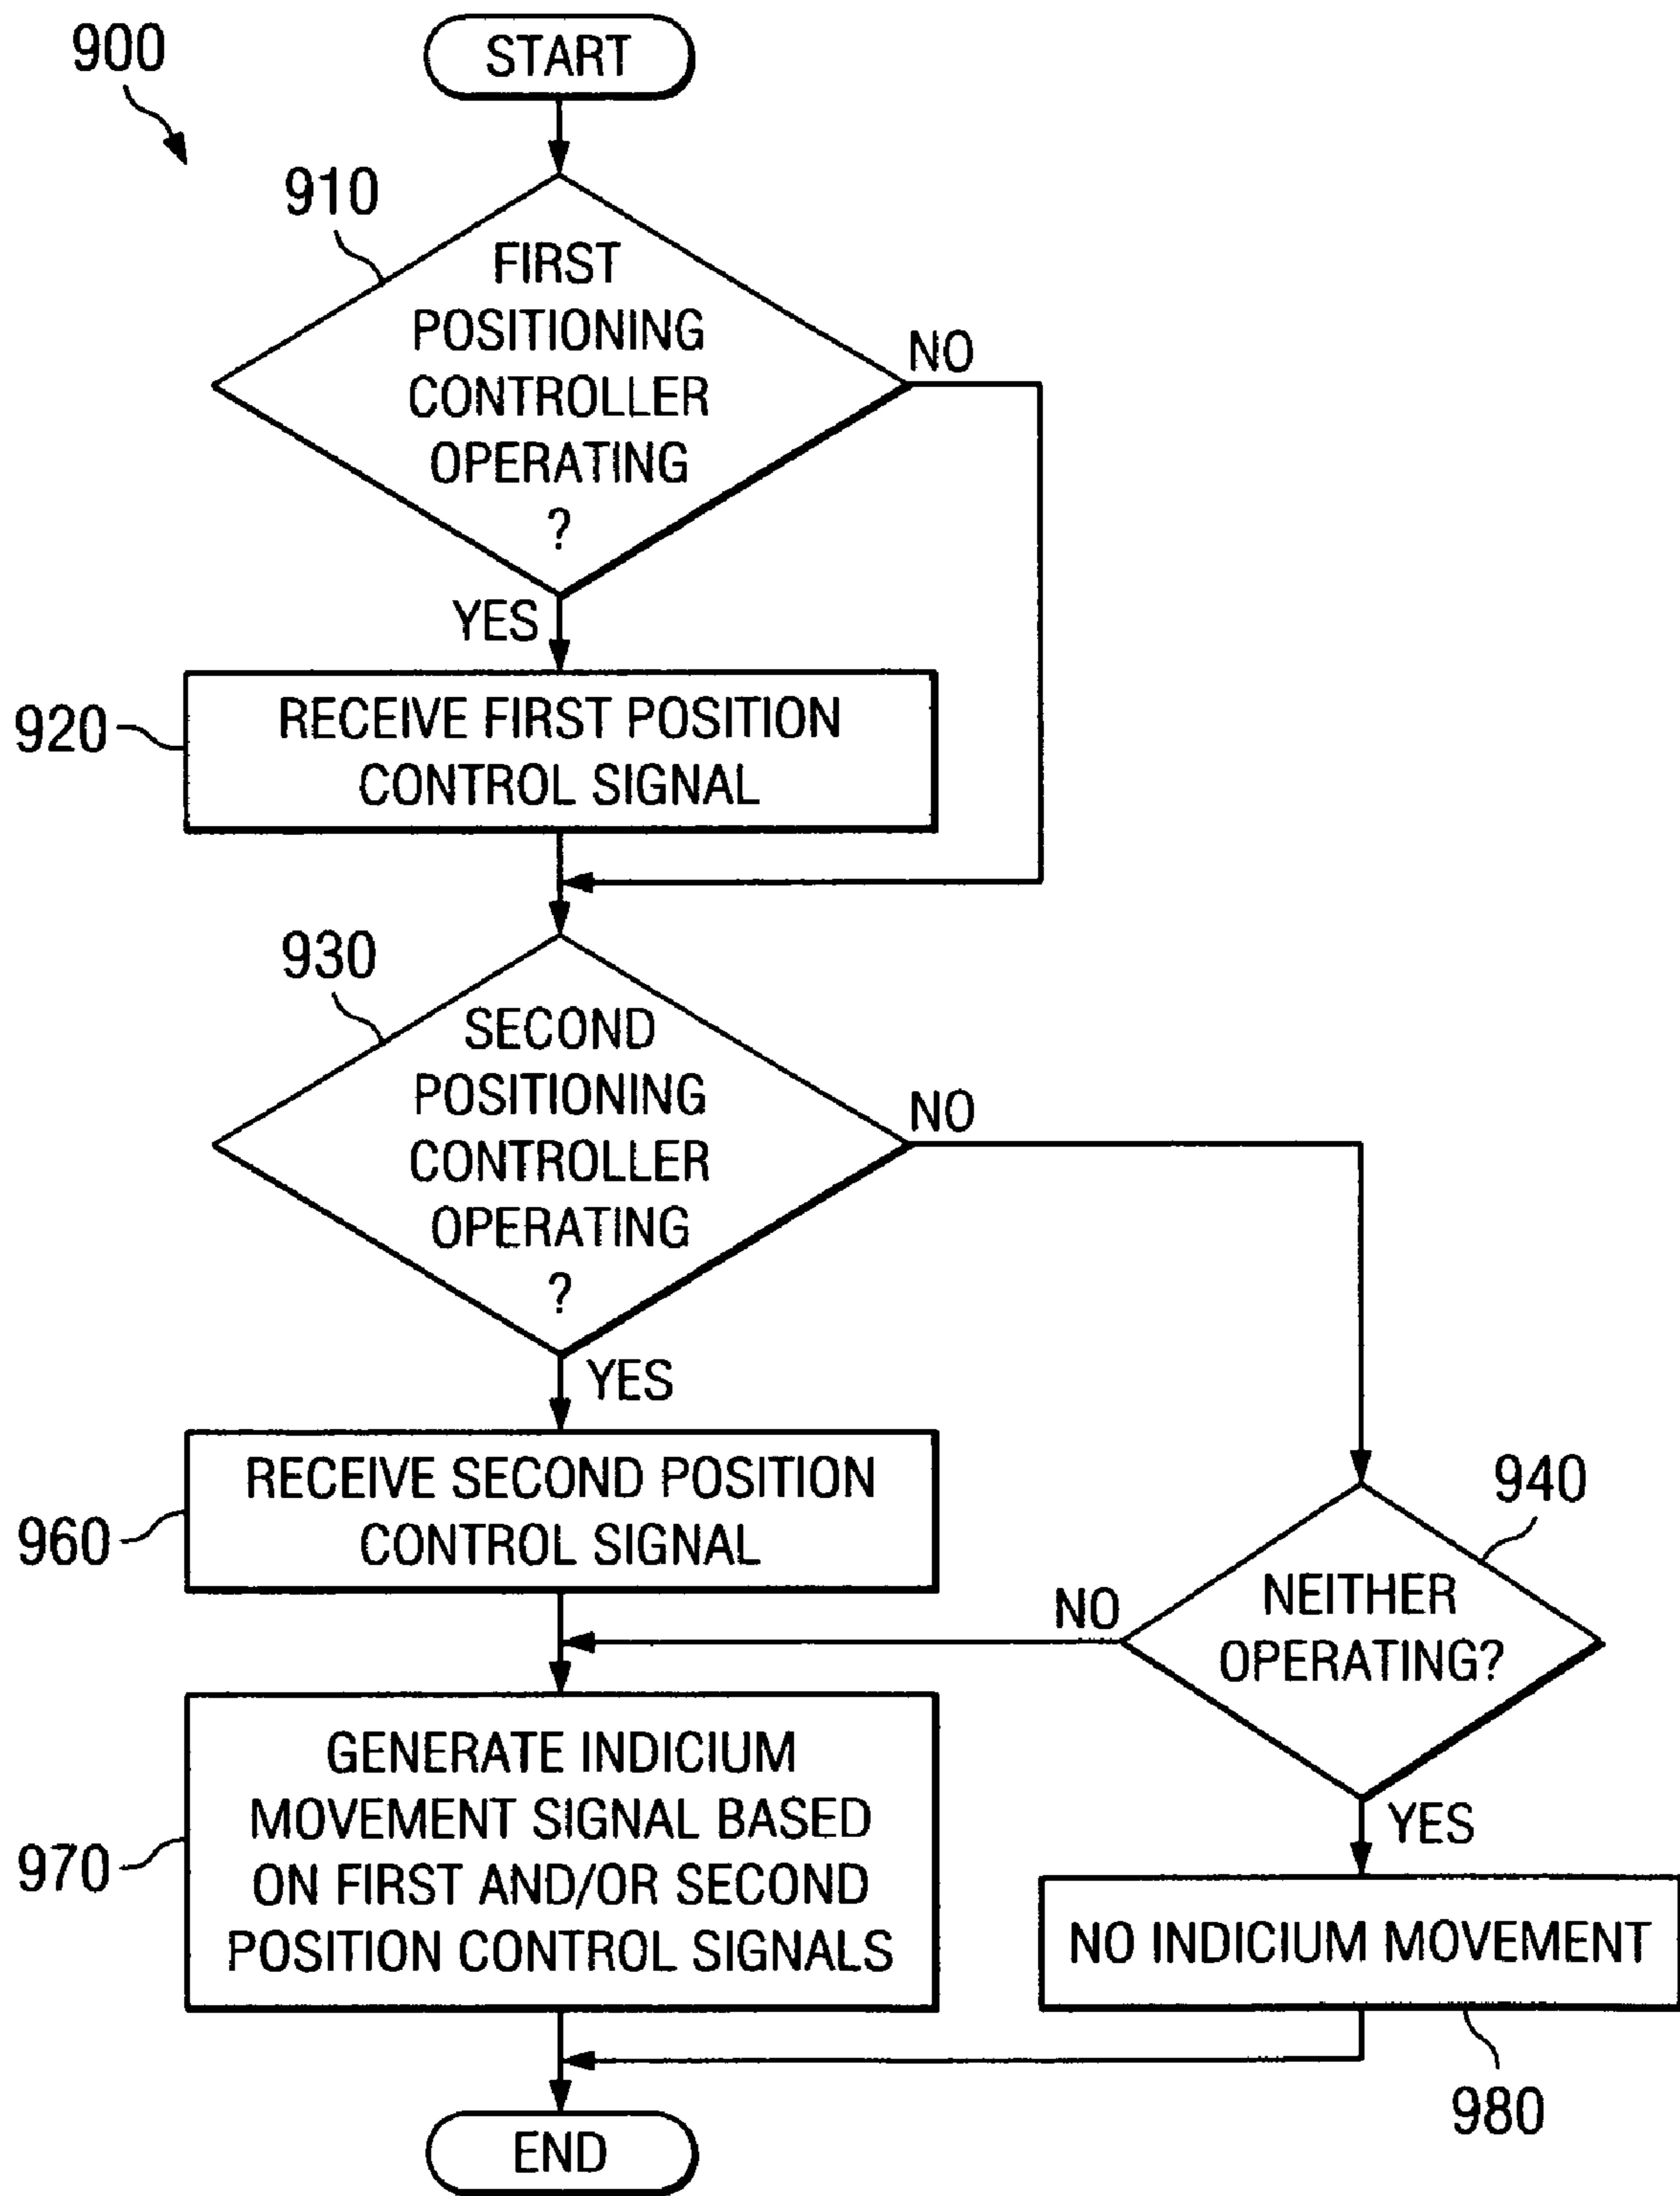 900
START
910
FIRST
POSITIONING
CONTROLLER
OPERATING
?
NO
YES
920
RECEIVE FIRST POSITION
CONTROL SIGNAL
930
SECOND
POSITIONING
CONTROLLER
OPERATING
?
NO
YES
960
RECEIVE SECOND POSITION
CONTROL SIGNAL
940
NEITHER
OPERATING?
NO
YES
970
GENERATE INDICIUM
MOVEMENT SIGNAL BASED
ON FIRST AND/OR SECOND
POSITION CONTROL SIGNALS
NO INDICIUM MOVEMENT
980
END